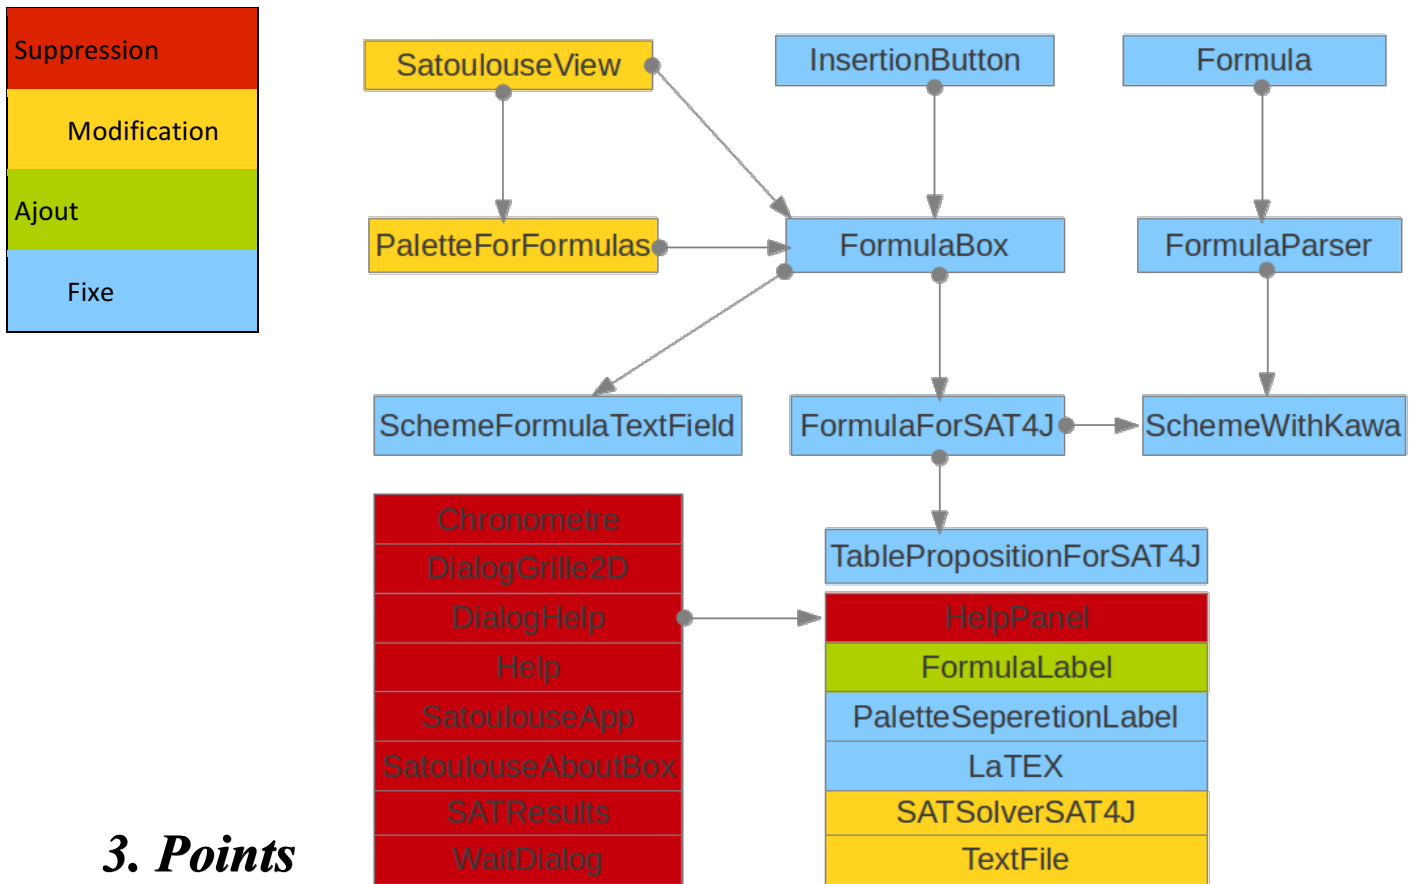 Suppression
Modification
Ajout
Fixe
SatoulouseView
InsertionButton
Formula
PaletteForFormulas
FormulaBox
FormulaParser
SchemeFormulaTextField
FormulaForSAT4J
SchemeWithKawa
Chronometre
DialogGrille2D
DialogHelp
Help
SatoulouseApp
SatoulouseAboutBox
SATResults
WaitDialog
TablePropositionForSAT4J
HelpPanel
FormulaLabel
PaletteSeperetionLabel
LaTEX
SATSolverSAT4J
TextFile
3. Points